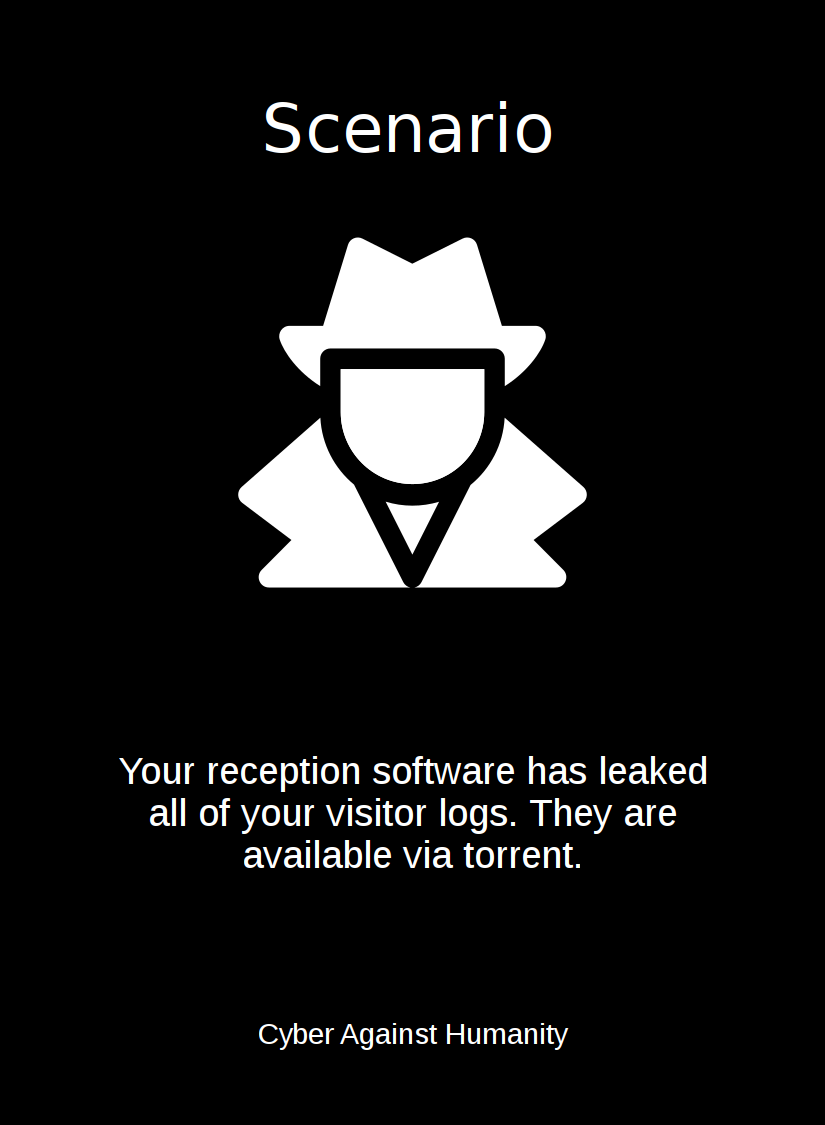 Scenario
Your reception software has leaked
all of your visitor logs. They are
available via torrent.
Cyber Against Humanity